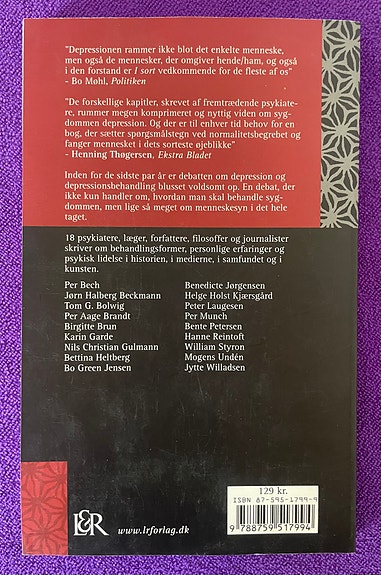 "Depressionen rammer ikke blot det enkelte menneske,
men også de mennesker, der omgiver hende/ham, og også
i den forstand er I sort vedkommende for de fleste af os"
- Bo Møhl, Politiken
"De forskellige kapitler, skrevet af fremtrædende psykiate-
re, rummer megen komprimeret og nyttig viden om syg-
dommen depression. Og der er til enhver tid behov for en
bog, der sætter spørgsmålstegn ved normalitetsbegrebet og
fanger mennesket i dets sorteste øjeblikke"
- Henning Thøgersen, Ekstra Bladet
Inden for de sidste par år er debatten om depression og
depressionsbehandling blusset voldsomt op. En debat, der
ikke kun handler om, hvordan man skal behandle syg-
dommen, men lige så meget om menneskesyn i det hele
taget.
18 psykiatere, læger, forfattere, filosoffer og journalister
skriver om behandlingsformer, personlige erfaringer og
psykisk lidelse i historien, i medierne, i samfundet og i
kunsten.
Per Bech
Jørn Halberg Beckmann
Tom G. Bolwig
Per Aage Brandt
Birgitte Brun
Karin Garde
Nils Christian Gulmann
Bettina Heltberg
Bo Green Jensen
Benedicte Jørgensen
Helge Holst Kjærsgård
Peter Laugesen
Per Munch
Bente Petersen
Hanne Reintoft
William Styron
Mogens Undén
Jytte Willadsen
129 kr.
ISBN 87-595-1799-9
9 788759 517994
L&R
www.lrforlag.dk